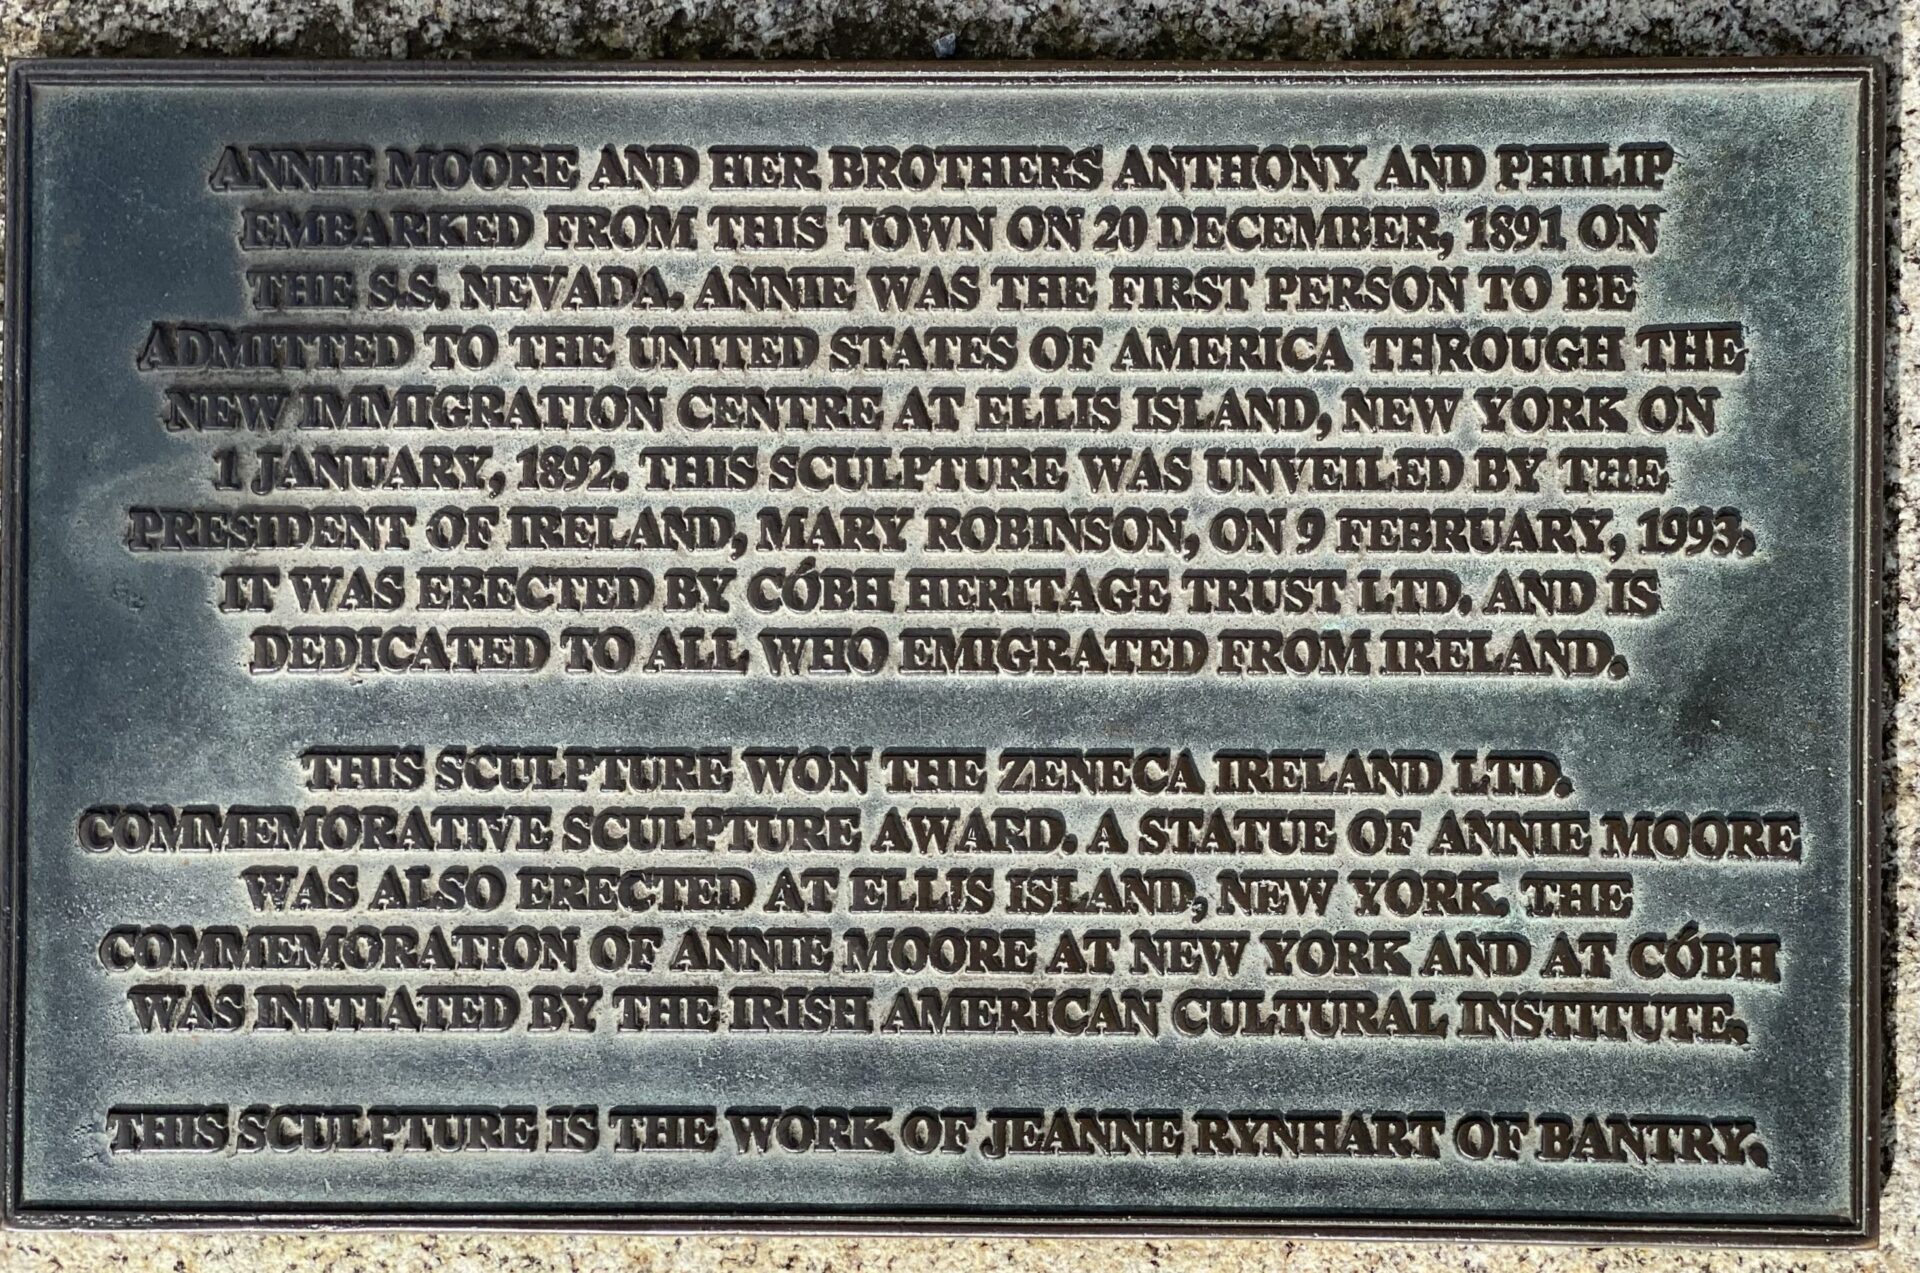 ANNIE MOORE AND HER BROTHERS ANTHONY AND PHILIP
EMBARKED FROM THIS TOWN ON 20 DECEMBER, 1891 ON
THE S.S. NEVADA. ANNIE WAS THE FIRST PERSON TO BE
ADMITTED TO THE UNITED STATES OF AMERICA THROUGH THE
NEW IMMIGRATION CENTRE AT ELLIS ISLAND, NEW YORK ON
1 JANUARY, 1892. THIS SCULPTURE WAS UNVEILED BY THE
PRESIDENT OF IRELAND, MARY ROBINSON, ON 9 FEBRUARY, 1993.
IT WAS ERECTED BY CÓBH HERITAGE TRUST LTD. AND IS
DEDICATED TO ALL WHO EMIGRATED FROM IRELAND.
THIS SCULPTURE WON THE ZENECA IRELAND LTD.
COMMEMORATIVE SCULPTURE AWARD. A STATUE OF ANNIE MOORE
WAS ALSO ERECTED AT ELLIS ISLAND, NEW YORK. THE
COMMEMORATION OF ANNIE MOORE AT NEW YORK AND AT CÓBH
WAS INITIATED BY THE IRISH AMERICAN CULTURAL INSTITUTE.
THIS SCULPTURE IS THE WORK OF JEANNE RYNHART OF BANTRY.